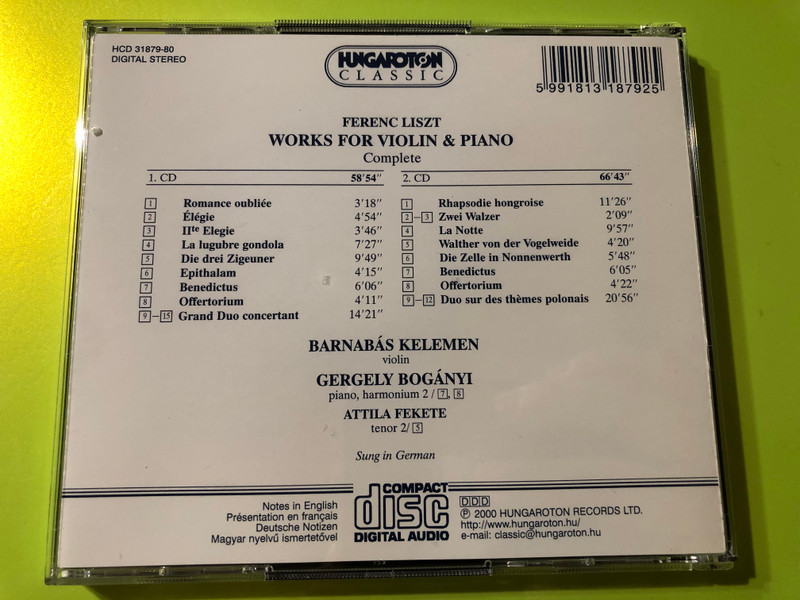 HCD 31879-80
DIGITAL STEREO
HUNGAROTON
CLASSIC
5 991813 187925
FERENC LISZT
WORKS FOR VIOLIN & PIANO
Complete
1. CD 58'54"
1 Romance oubliée 3'18"
2 Élégie 4'54"
3 IIte Elegie 3'46"
4 La lugubre gondola 7'27"
5 Die drei Zigeuner 9'49"
6 Epithalam 4'15"
7 Benedictus 6'06"
8 Offertorium 4'11"
9–15 Grand Duo concertant 14'21"
2. CD 66'43"
1 Rhapsodie hongroise 11'26"
2–3 Zwei Walzer 2'09"
4 La Notte 9'57"
5 Walther von der Vogelweide 4'20"
6 Die Zelle in Nonnenwerth 5'48"
7 Benedictus 6'05"
8 Offertorium 4'22"
9–12 Duo sur des thèmes polonais 20'56"
BARNABÁS KELEMEN
violin
GERGELY BOGÁNYI
piano, harmonium 2 / 7, 8
ATTILA FEKETE
tenor 2/ 5
Sung in German
Notes in English
Présentation en français
Deutsche Notizen
Magyar nyelvű ismertetővel
COMPACT
disc
DIGITAL AUDIO
DDD
℗ 2000 HUNGAROTON RECORDS LTD.
http://www.hungaroton.hu/
e-mail: classic@hungaroton.hu